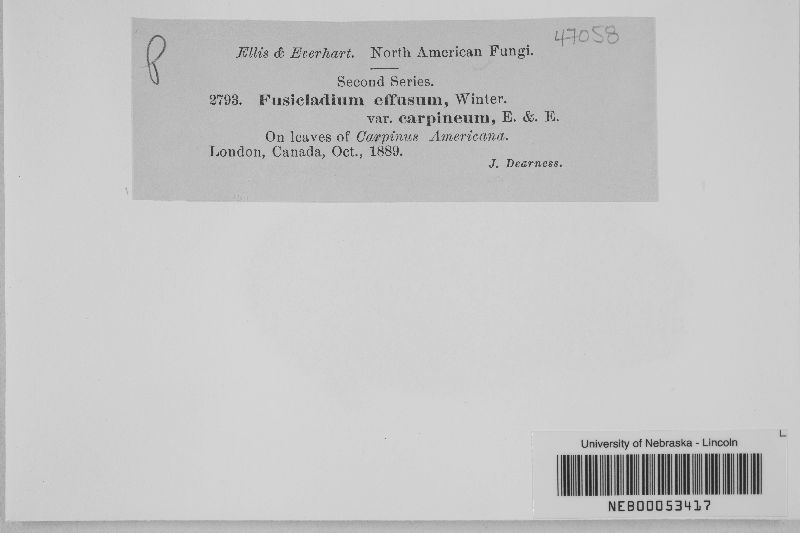 Ellis & Everhart. North American Fungi.
47058
Second Series.
2793. Fusicladium effusum, Winter.
var. carpineum, E. &. E.
On leaves of Carpinus Americana.
London, Canada, Oct., 1889.
J. Dearness.
University of Nebraska - Lincoln
NEB00053417